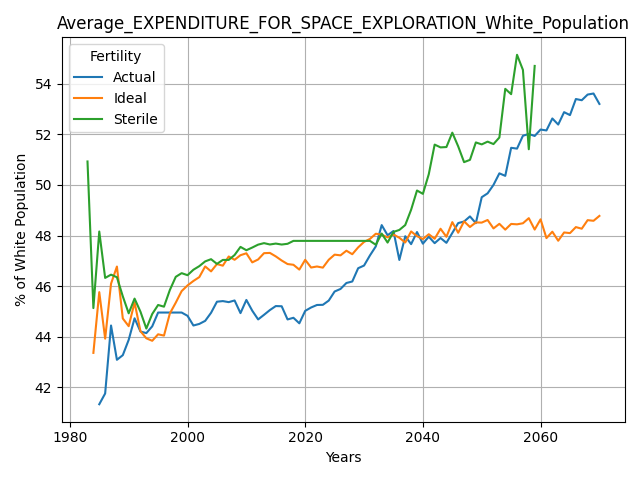 Average_EXPENDITURE_FOR_SPACE_EXPLORATION_White_Population
Fertility
Actual
Ideal
Sterile
54
52
50
48
46
44
42
% of White Population
1980
2000
2020
2040
2060
Years